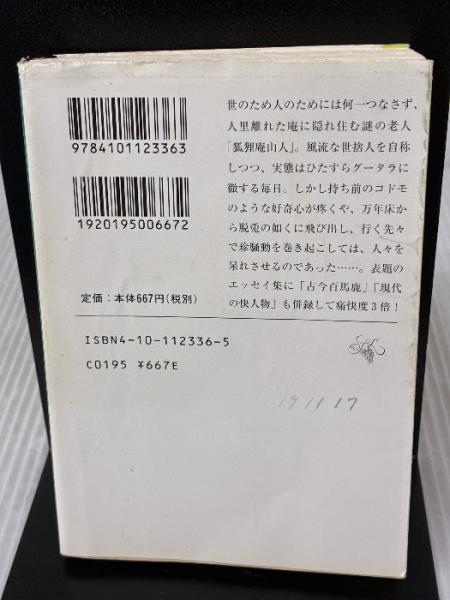 9784101123363
1920195006672
定価：本体667円(税別)
ISBN4-10-112336-5
C0195 ¥667E
世のため人のためには何一つなさず、
人里離れた庵に隠れ住む謎の老人
「狐狸庵山人」。風流な世捨人を自称
しつつ、実態はひたすらグータラに
徹する毎日。しかし持ち前のコドモ
のような好奇心が疼くや、万年床か
ら脱兎の如くに飛び出し、行く先々
で珍騒動を巻き起こしては、人々を
呆れさせるのであった……。表題の
エッセイ集に「古今百馬鹿」「現代
の快人物」も併録して痛快度3倍！